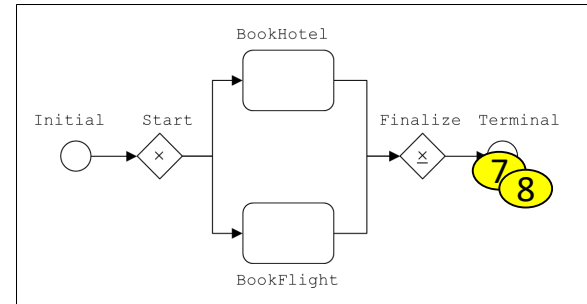 BookHotel
Initial
Start
Finalize
Terminal
×
×
7
8
BookFlight